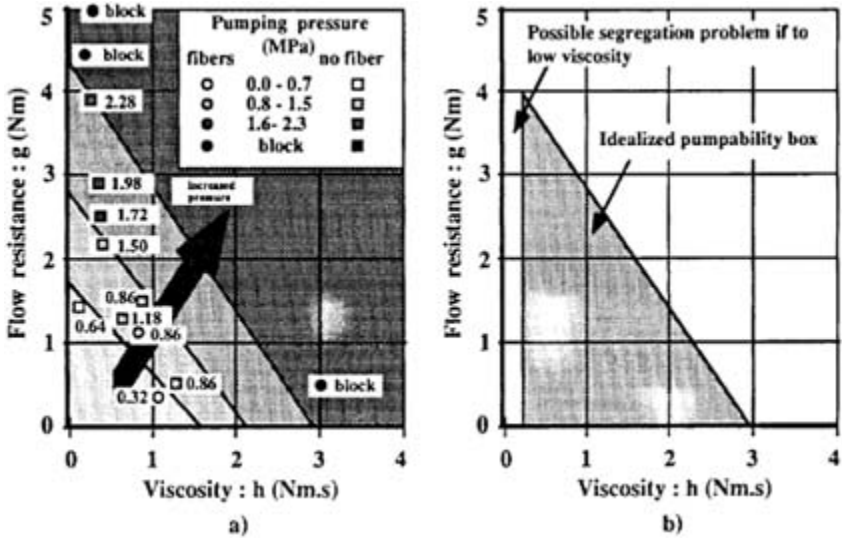 5
4
3
2
1
0
Flow resistance : g (Nm)
block
block
Pumping pressure
(MPa)
fibers
no fiber
0.0 - 0.7
0.8 - 1.5
1.6- 2.3
block
2.28
1.98
1.72
1.50
Increased
pressure
0.86
1.18
0.64
0.86
0.86
0.32
block
0 1 2 3 4
Viscosity : h (Nm.s)
a)
5
4
3
2
1
0
Flow resistance : g (Nm)
Possible segregation problem if to
low viscosity
Idealized pumpability box
0 1 2 3 4
Viscosity : h (Nm.s)
b)